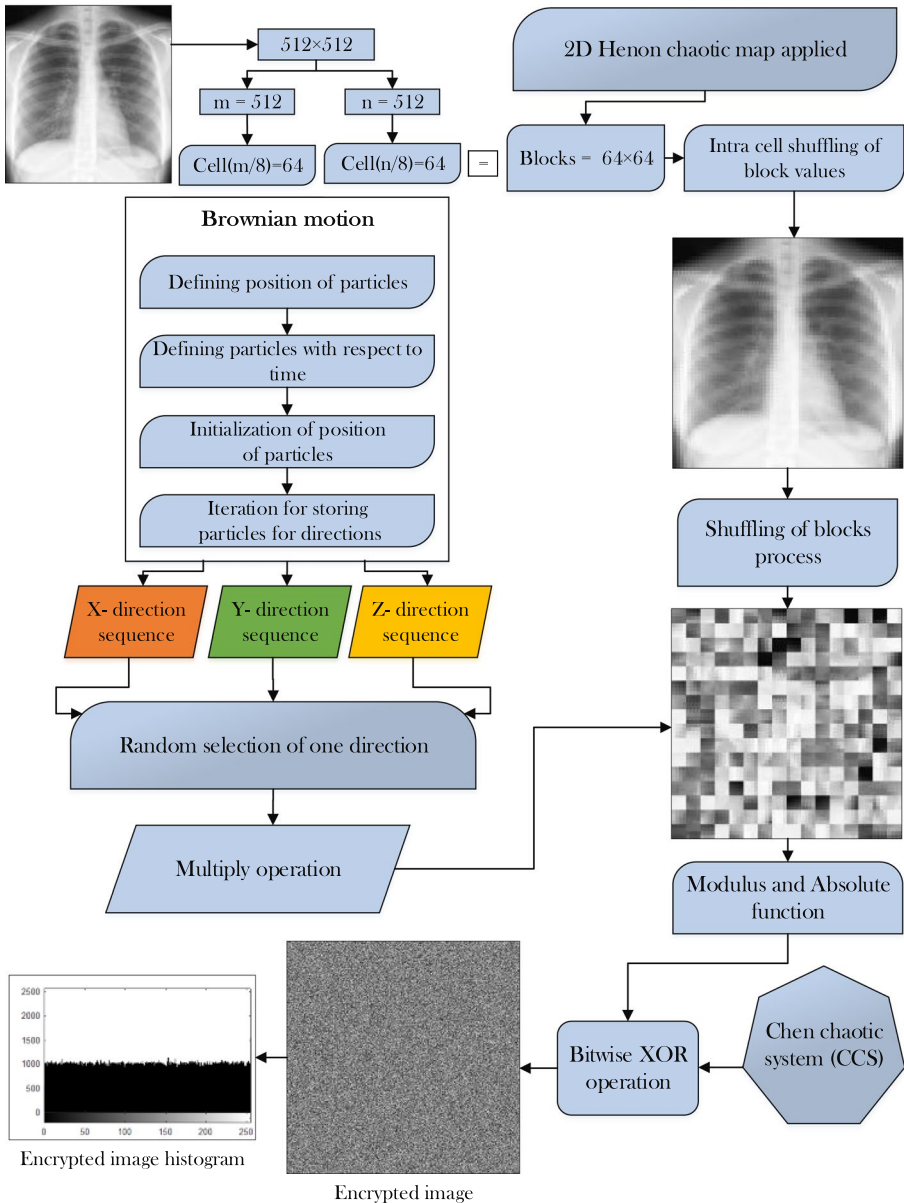 512×512
2D Henon chaotic map applied
m = 512
n = 512
Cell(m/8)=64
Cell(n/8)=64
=
Blocks = 64×64
Intra cell shuffling of
block values
Brownian motion
Defining position of particles
Defining particles with respect to
time
Initialization of position
of particles
Iteration for storing
particles for directions
Shuffling of blocks
process
X- direction
sequence
Y- direction
sequence
Z- direction
sequence
Random selection of one direction
Multiply operation
Modulus and Absolute
function
Chen chaotic
system (CCS)
Bitwise XOR
operation
2500
2000
1500
1000
500
0
0 50 100 150 200 250
Encrypted image histogram
Encrypted image